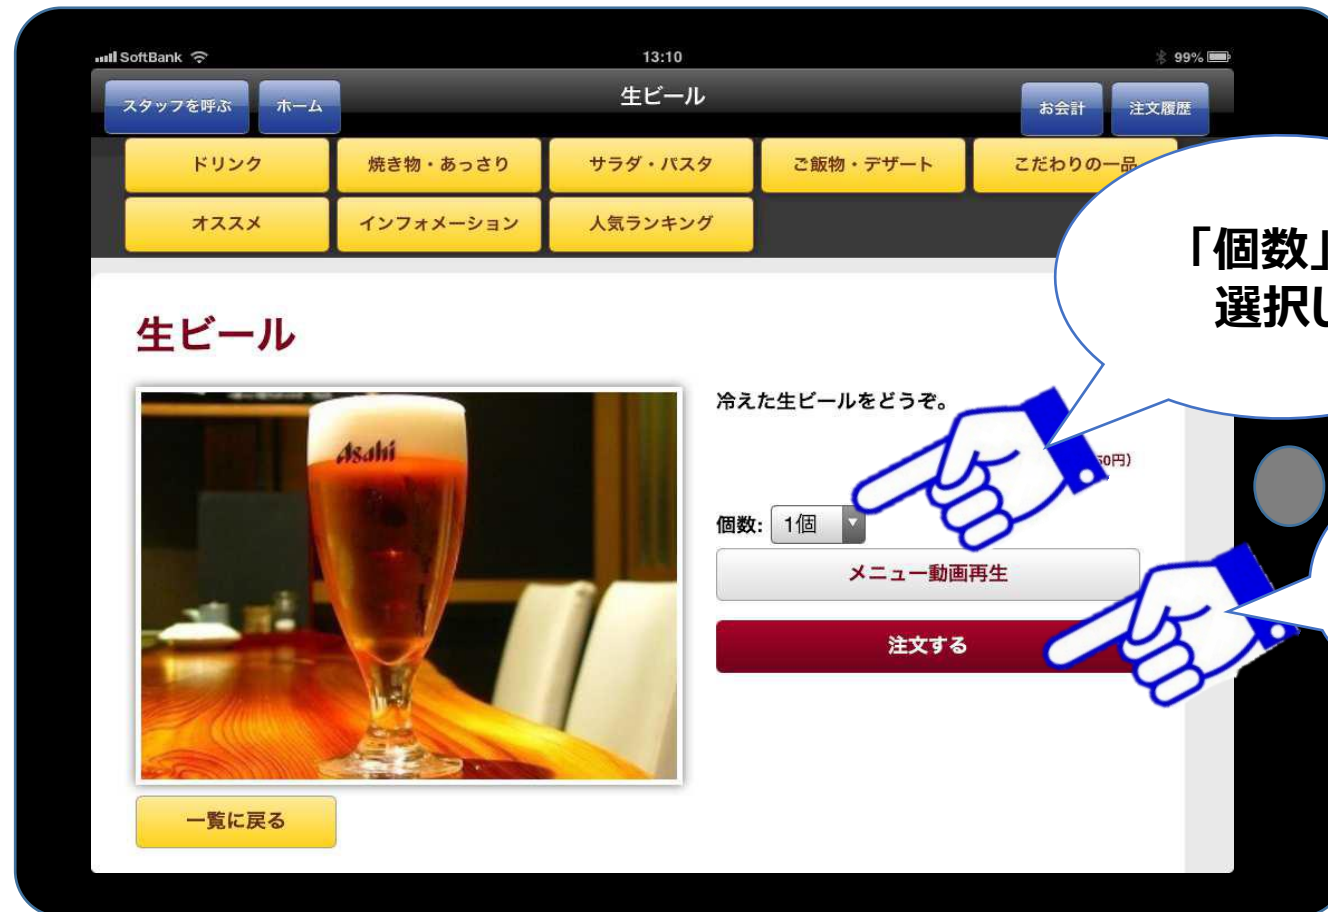 SoftBank
13:10
99%
スタッフを呼ぶ
ホーム
生ビール
お会計
注文履歴
ドリンク
焼き物・あっさり
サラダ・パスタ
ご飯物・デザート
こだわりの一品
オススメ
インフォメーション
人気ランキング
「個数」
選択し
生ビール
Asahi
冷えた生ビールをどうぞ。
50円）
個数:
1個
メニュー動画再生
注文する
一覧に戻る